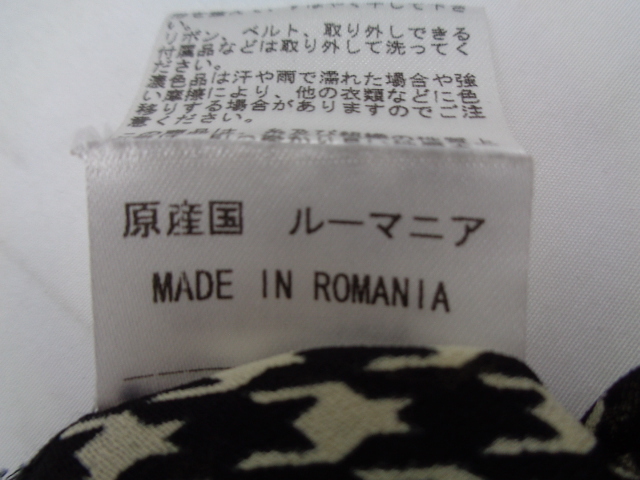 い。
リボン、ベルト、取り外しできる
付属品などは取り外して洗ってく
ださい。
濃色品は汗や雨で濡れた場合や強
い摩擦により、他の衣類などに色
移りする場合がありますのでご注
意ください。
原産国 ルーマニア
MADE IN ROMANIA